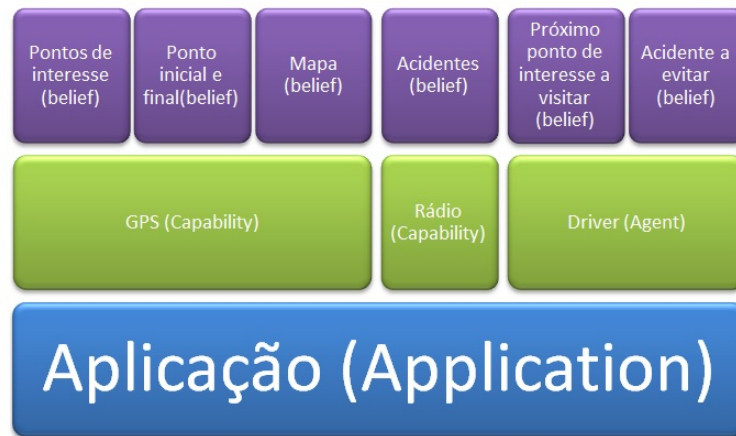 Pontos de
interesse
(belief)
Ponto
inicial e
final(belief)
Mapa
(belief)
Acidentes
(belief)
Próximo
ponto de
interesse a
visitar
(belief)
Acidente a
evitar
(belief)
GPS (Capability)
Rádio
(Capability)
Driver (Agent)
Aplicação (Application)